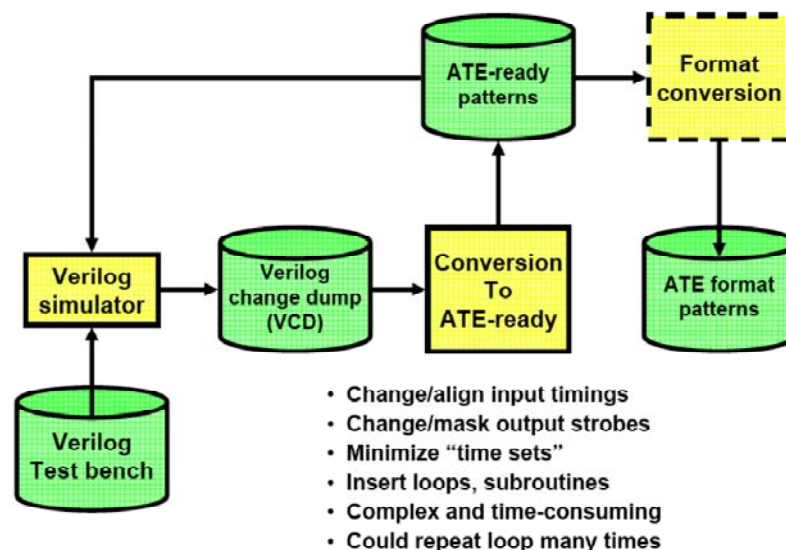 ATE-ready
patterns
Format
conversion
Verilog
simulator
Verilog
change dump
(VCD)
Conversion
To
ATE-ready
ATE format
patterns
Verilog
Test bench
• Change/align input timings
• Change/mask output strobes
• Minimize “time sets”
• Insert loops, subroutines
• Complex and time-consuming
• Could repeat loop many times